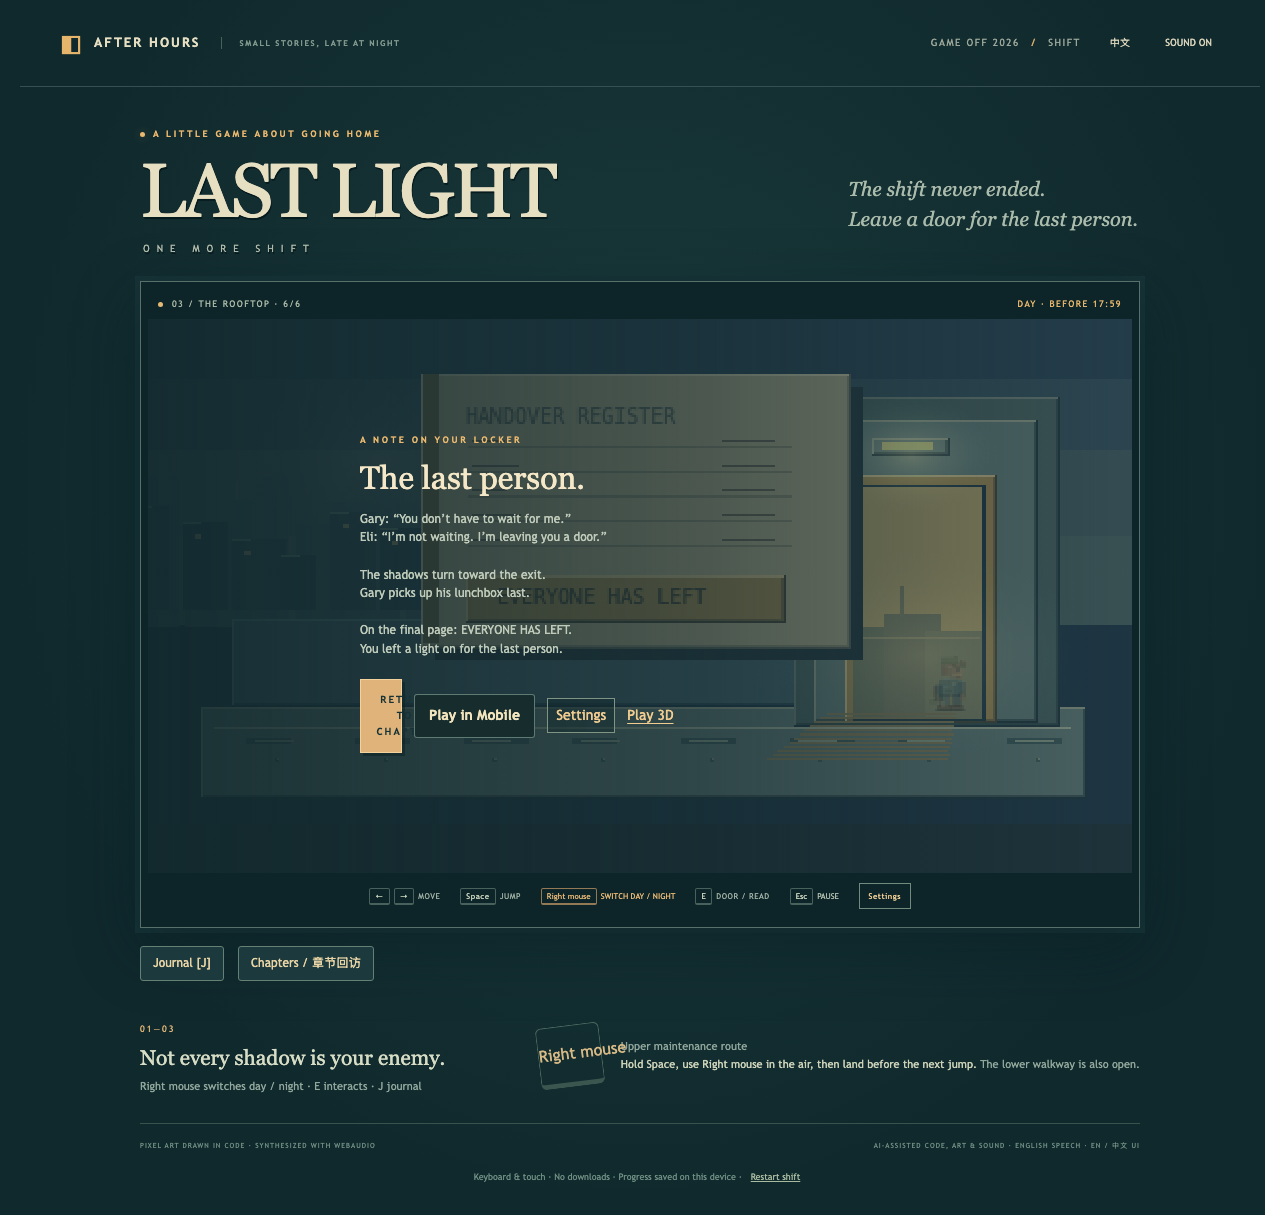 AFTER HOURS
SMALL STORIES, LATE AT NIGHT
GAME OFF 2026 / SHIFT
中文
SOUND ON
A LITTLE GAME ABOUT GOING HOME
LAST LIGHT
The shift never ended.
Leave a door for the last person.
ONE MORE SHIFT
03 / THE ROOFTOP · 6/6
DAY · BEFORE 17:59
HANDOVER REGISTER
A NOTE ON YOUR LOCKER
The last person.
Gary: “You don’t have to wait for me.”
Eli: “I’m not waiting. I’m leaving you a door.”
The shadows turn toward the exit.
Gary picks up his lunchbox last.
EVERYONE HAS LEFT
On the final page: EVERYONE HAS LEFT.
You left a light on for the last person.
RET
T
CHA
Play in Mobile
Settings
Play 3D
← → MOVE
Space JUMP
Right mouse SWITCH DAY / NIGHT
E DOOR / READ
Esc PAUSE
Settings
Journal [J]
Chapters / 章节回访
01—03
Not every shadow is your enemy.
Right mouse switches day / night · E interacts · J journal
Right mouse
Upper maintenance route
Hold Space, use Right mouse in the air, then land before the next jump. The lower walkway is also open.
PIXEL ART DRAWN IN CODE · SYNTHESIZED WITH WEBAUDIO
AI-ASSISTED CODE, ART & SOUND · ENGLISH SPEECH · EN / 中文 UI
Keyboard & touch · No downloads · Progress saved on this device · Restart shift